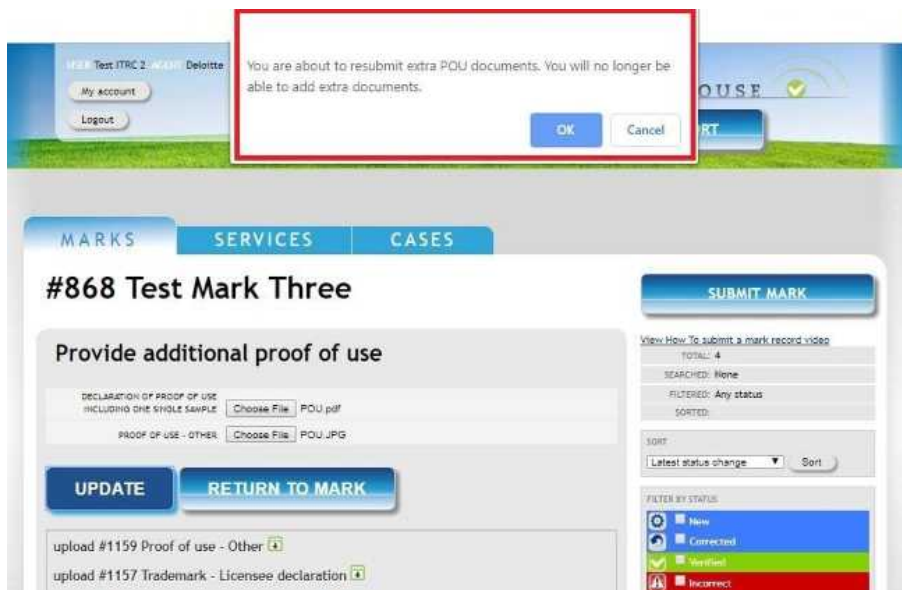 You are about to resubmit extra POU documents. You will no longer be
able to add extra documents.
OK
Cancel
USER Test ITRC 2 AGENT Deloitte
My account
Logout
OUSE
RT
MARKS
SERVICES
CASES
#868 Test Mark Three
Provide additional proof of use
DECLARATION OF PROOF OF USE
INCLUDING ONE SINGLE SAMPLE Choose File POU.pdf
PROOF OF USE - OTHER Choose File POU.JPG
UPDATE
RETURN TO MARK
upload #1159 Proof of use - Other
upload #1157 Trademark - Licensee declaration
SUBMIT MARK
View How To submit a mark record video
TOTAL: 4
SEARCHED: None
FILTERED: Any status
SORTED:
SORT
Latest status change Sort
FILTER BY STATUS
New
Corrected
Verified
Incorrect